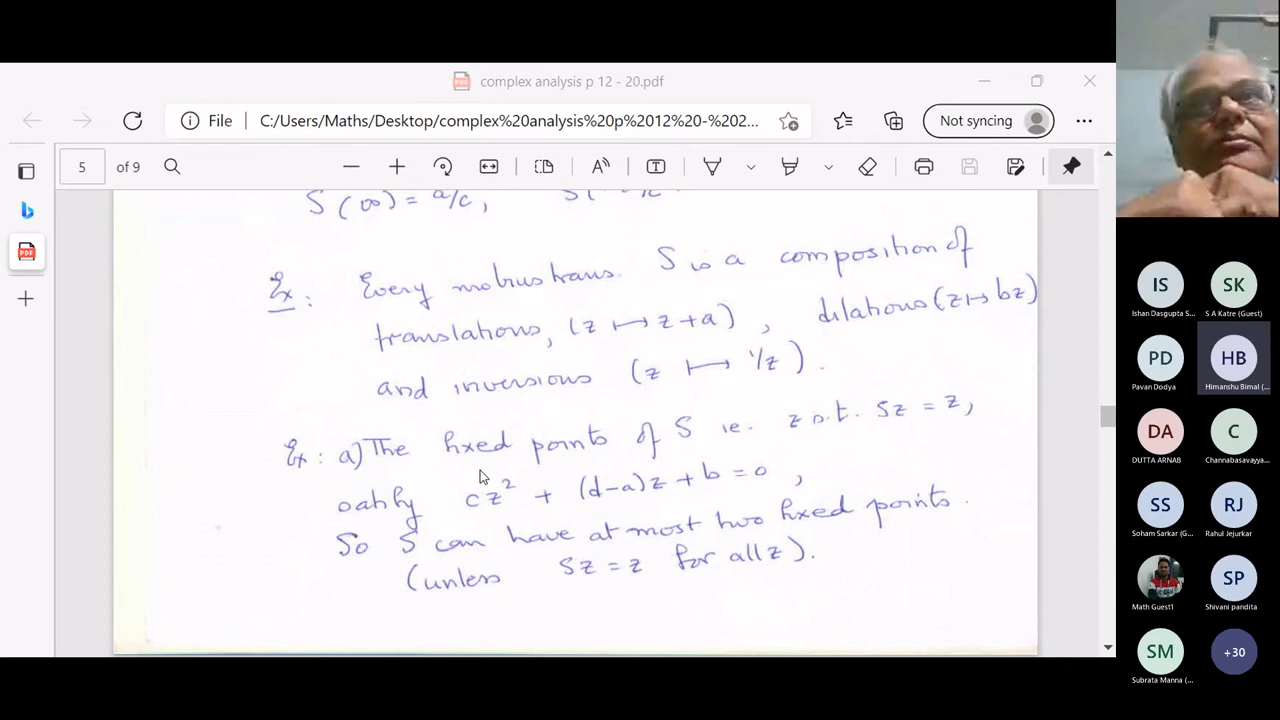 complex analysis p 12 - 20.pdf
File C:/Users/Maths/Desktop/complex%20analysis%20p%2012%20-%202... Not syncing
5 of 9
S(∞) = a/c,
Ex: Every mobius trans. S is a composition of
translations, (z ↦ z+a), dilations (z ↦ bz)
and inversions (z ↦ 1/z).
Ex: a) The fixed points of S ie. z s.t. Sz = z,
satisfy cz² + (d-a)z + b = 0,
So S can have at most two fixed points.
(unless Sz = z for all z).
IS SK
Ishan Dasgupta S... S A Katre (Guest)
PD HB
Pavan Dodya Himanshu Bimal (...
DA C
DUTTA ARNAB Channabasavayya...
SS RJ
Soham Sarkar (G... Rahul Jejurkar
SP
Math Guest1 Shivani pandita
SM +30
Subrata Manna (...